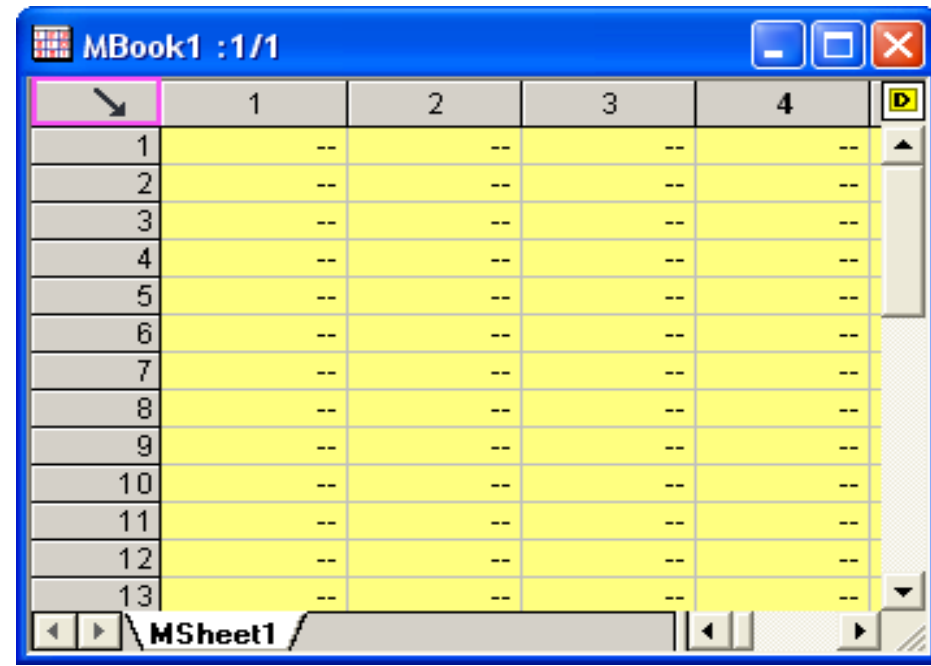 MBook1 :1/1
1 2 3 4 D
1 -- -- -- --
2 -- -- -- --
3 -- -- -- --
4 -- -- -- --
5 -- -- -- --
6 -- -- -- --
7 -- -- -- --
8 -- -- -- --
9 -- -- -- --
10 -- -- -- --
11 -- -- -- --
12 -- -- -- --
13 -- -- -- --
MSheet1